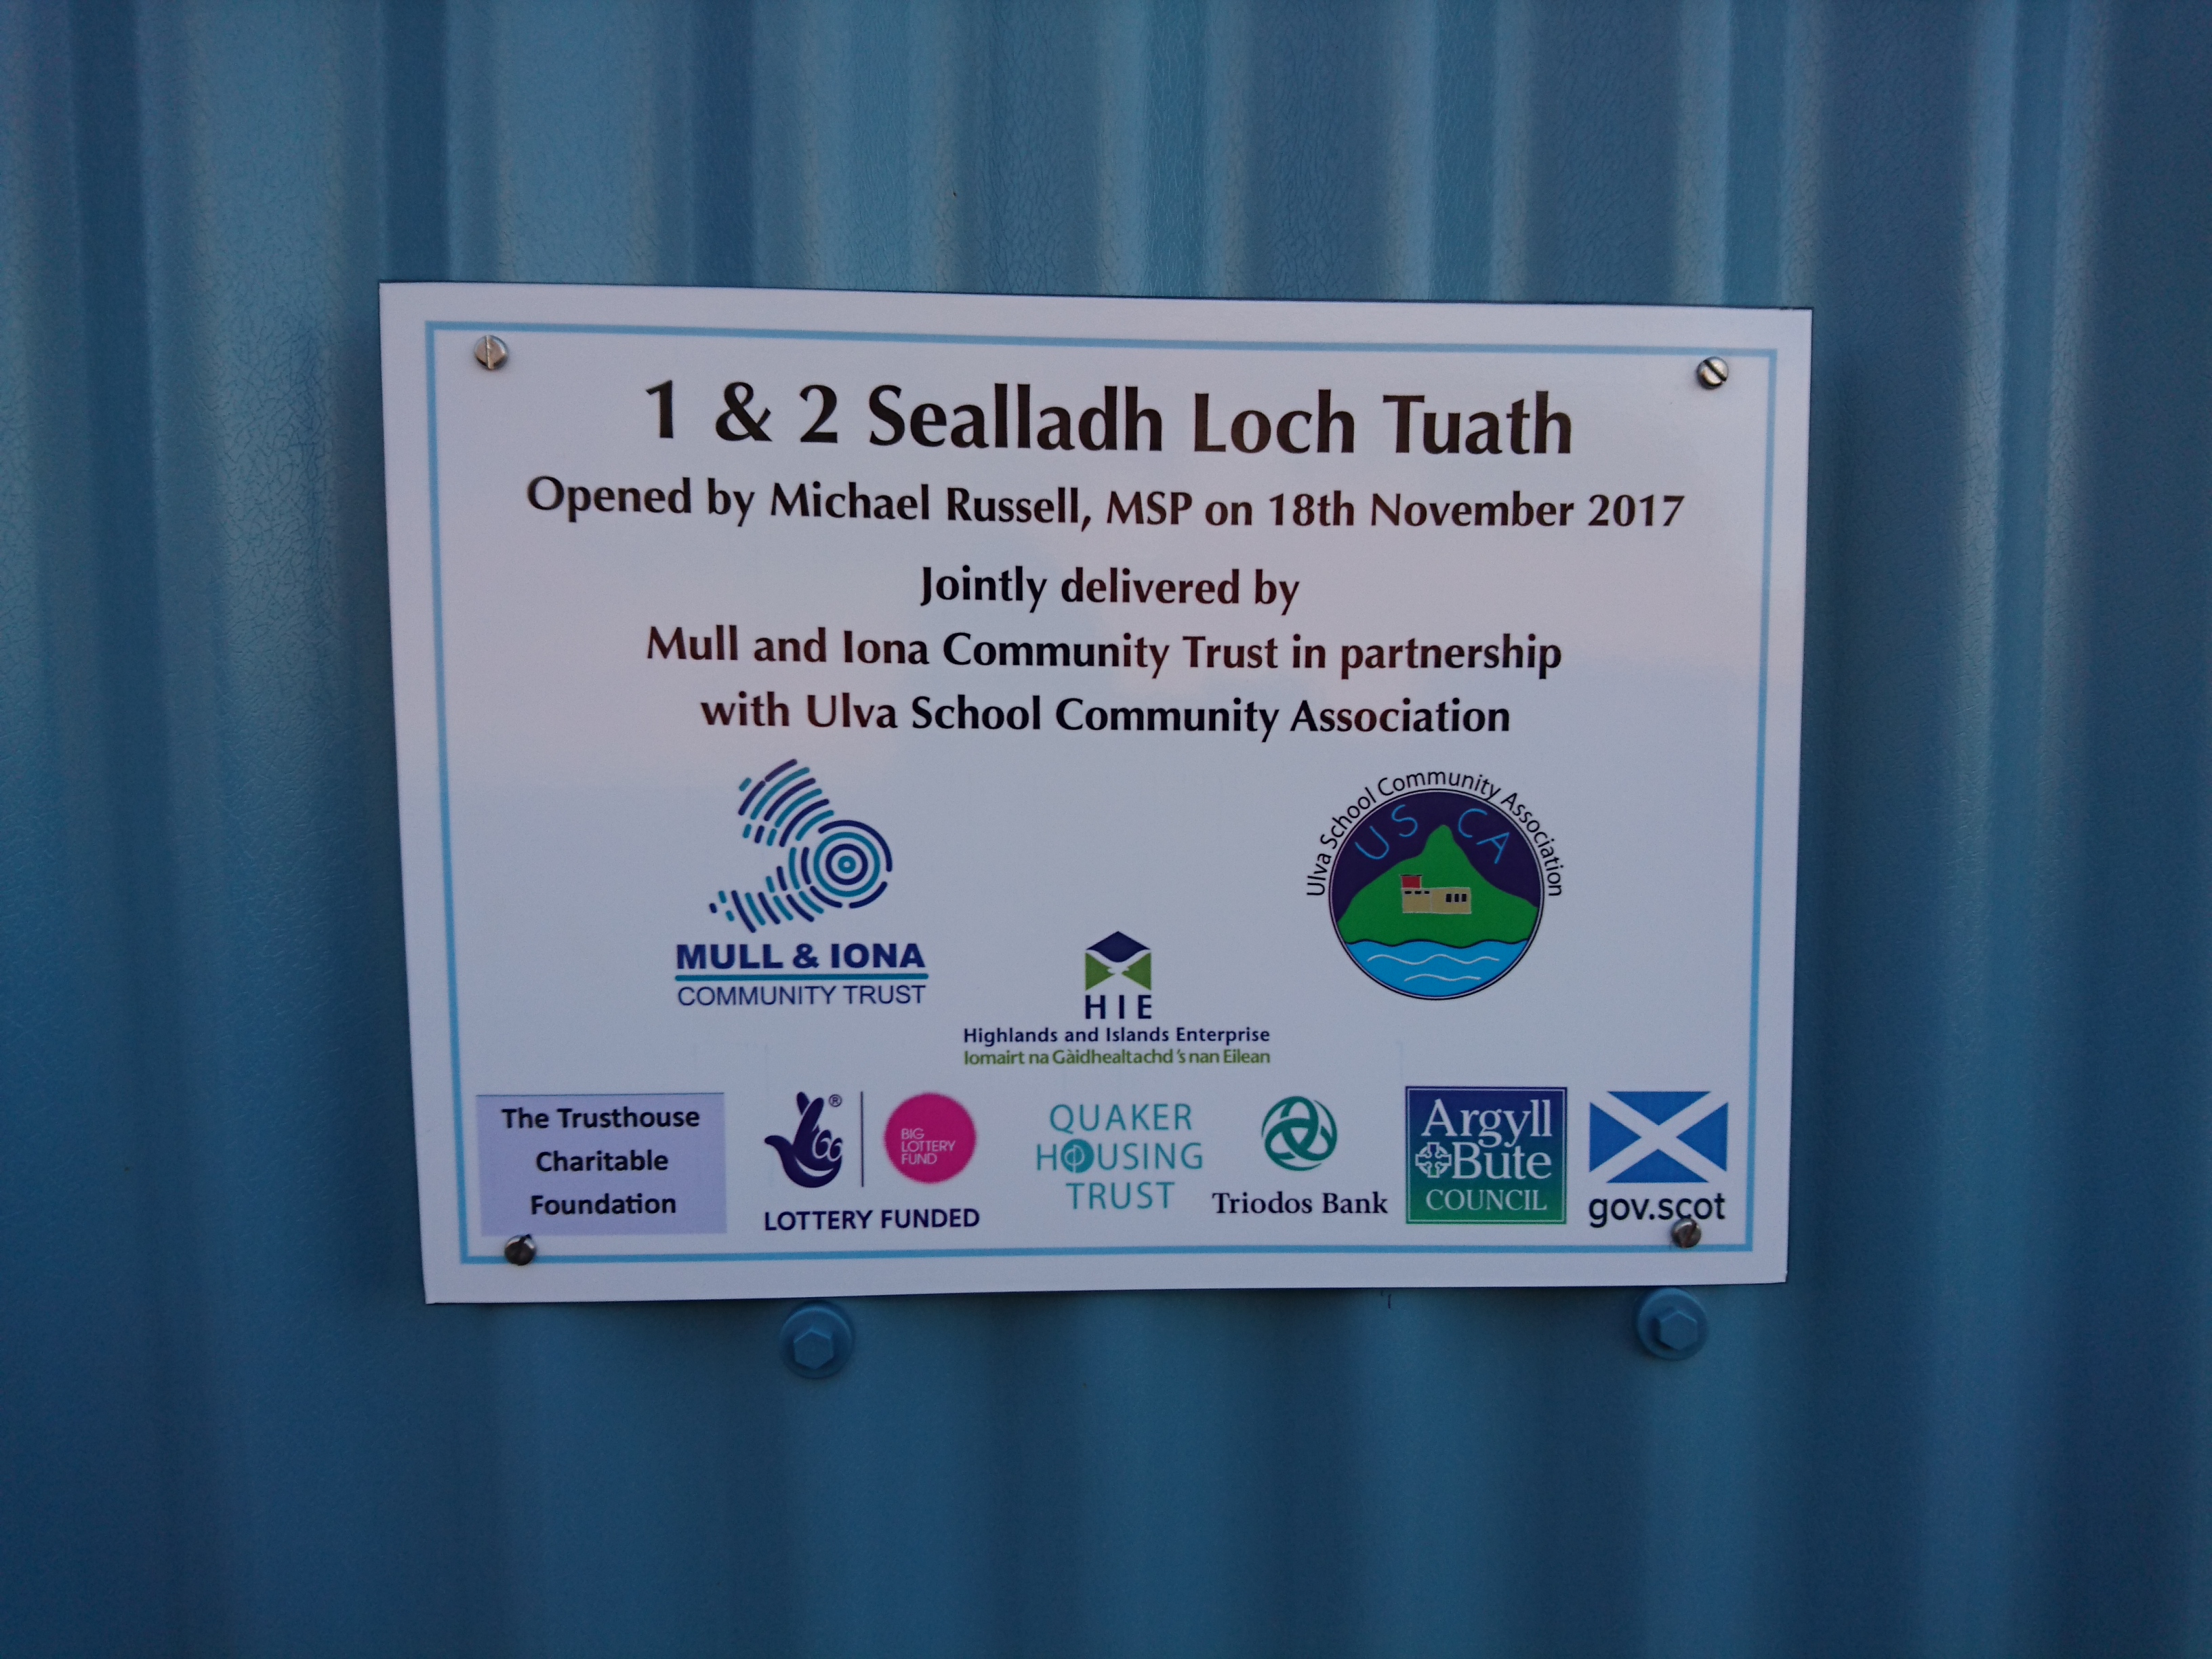 1 & 2 Sealladh Loch Tuath
Opened by Michael Russell, MSP on 18th November 2017
Jointly delivered by
Mull and Iona Community Trust in partnership
with Ulva School Community Association
MULL & IONA
COMMUNITY TRUST
Ulva School Community Association
US CA
HIE
Highlands and Islands Enterprise
Iomairt na Gàidhealtachd 's nan Eilean
The Trusthouse
Charitable
Foundation
®
BIG
LOTTERY
FUND
LOTTERY FUNDED
QUAKER
HOUSING
TRUST
Triodos Bank
Argyll
Bute
COUNCIL
gov.scot